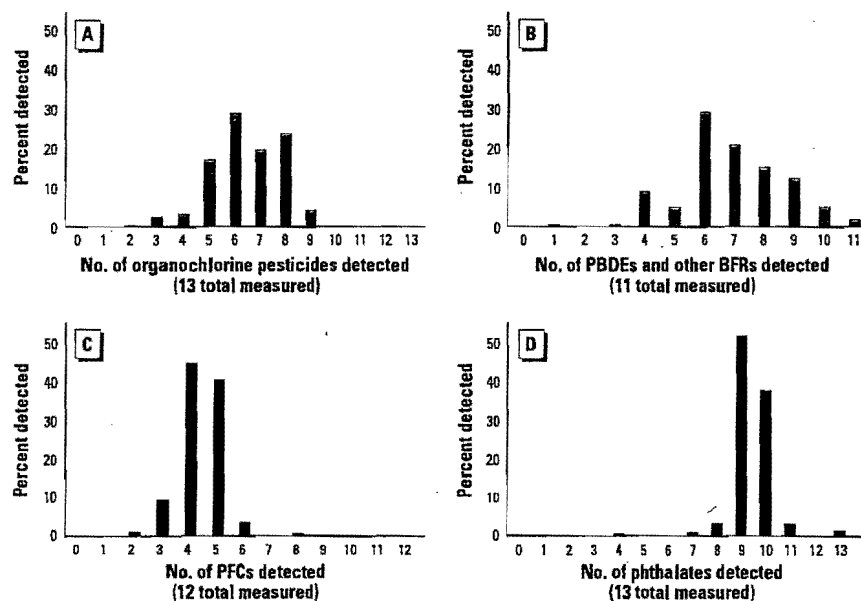 A
Percent detected
50
40
30
20
10
0
0 1 2 3 4 5 6 7 8 9 10 11 12 13
No. of organochlorine pesticides detected
(13 total measured)
B
Percent detected
50
40
30
20
10
0
0 1 2 3 4 5 6 7 8 9 10 11
No. of PBDEs and other BFRs detected
(11 total measured)
C
Percent detected
50
40
30
20
10
0
0 1 2 3 4 5 6 7 8 9 10 11 12
No. of PFCs detected
(12 total measured)
D
Percent detected
50
40
30
20
10
0
0 1 2 3 4 5 6 7 8 9 10 11 12 13
No. of phthalates detected
(13 total measured)